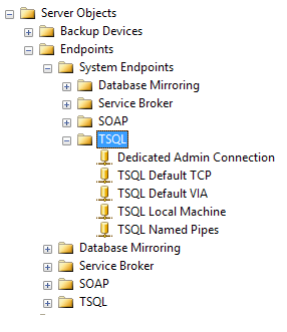 Server Objects
Backup Devices
Endpoints
System Endpoints
Database Mirroring
Service Broker
SOAP
TSQL
Dedicated Admin Connection
TSQL Default TCP
TSQL Default VIA
TSQL Local Machine
TSQL Named Pipes
Database Mirroring
Service Broker
SOAP
TSQL